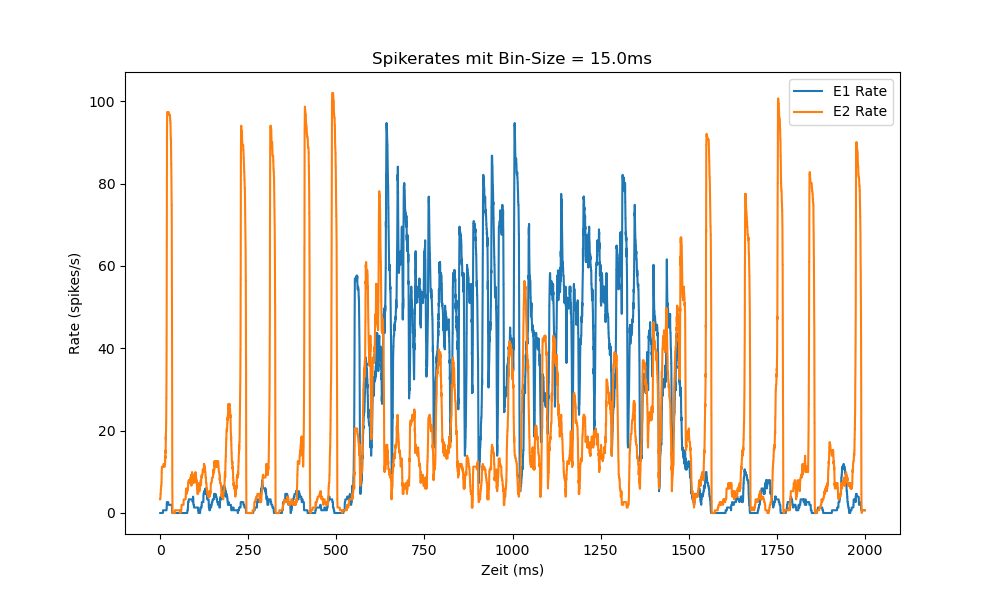 Spikerates mit Bin-Size = 15.0ms
E1 Rate
E2 Rate
100
80
60
40
20
0
Rate (spikes/s)
0 250 500 750 1000 1250 1500 1750 2000
Zeit (ms)